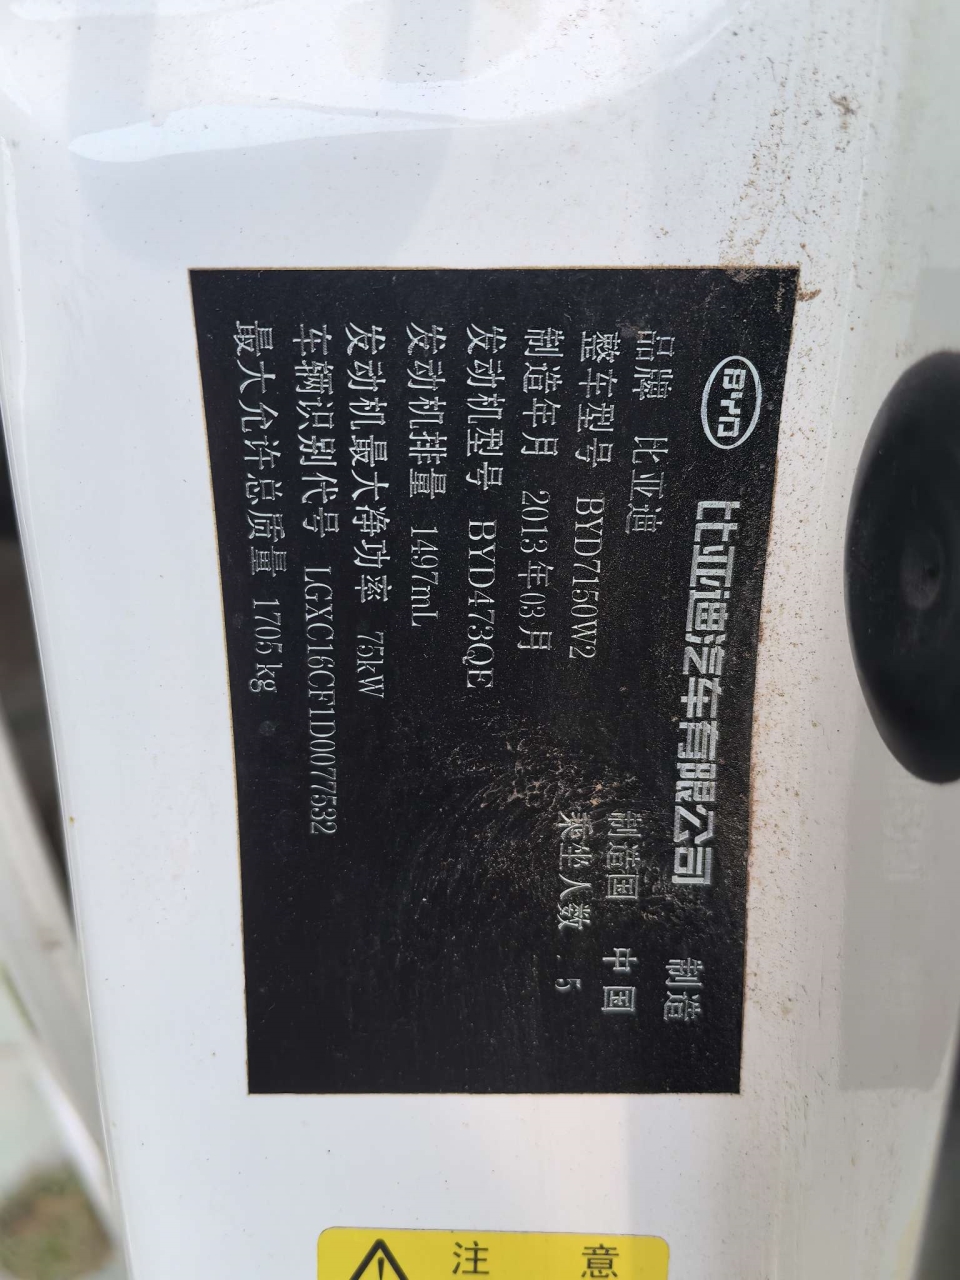 BYD 比亚迪汽车有限公司 制造
品牌 比亚迪 制造国 中国
整车型号 BYD7150W2 乘坐人数 5
制造年月 2013年03月
发动机型号 BYD473QE
发动机排量 1497mL
发动机最大净功率 75kW
车辆识别代号 LGXC16CF1D0077532
最大允许总质量 1705kg
注意